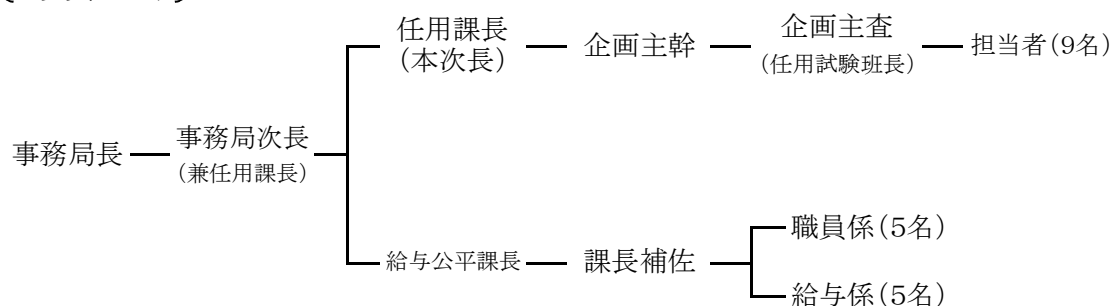 任用課長
(本次長)
企画主幹
企画主査
(任用試験班長)
担当者(9名)
事務局長
事務局次長
(兼任用課長)
職員係(5名)
給与公平課長
課長補佐
給与係(5名)